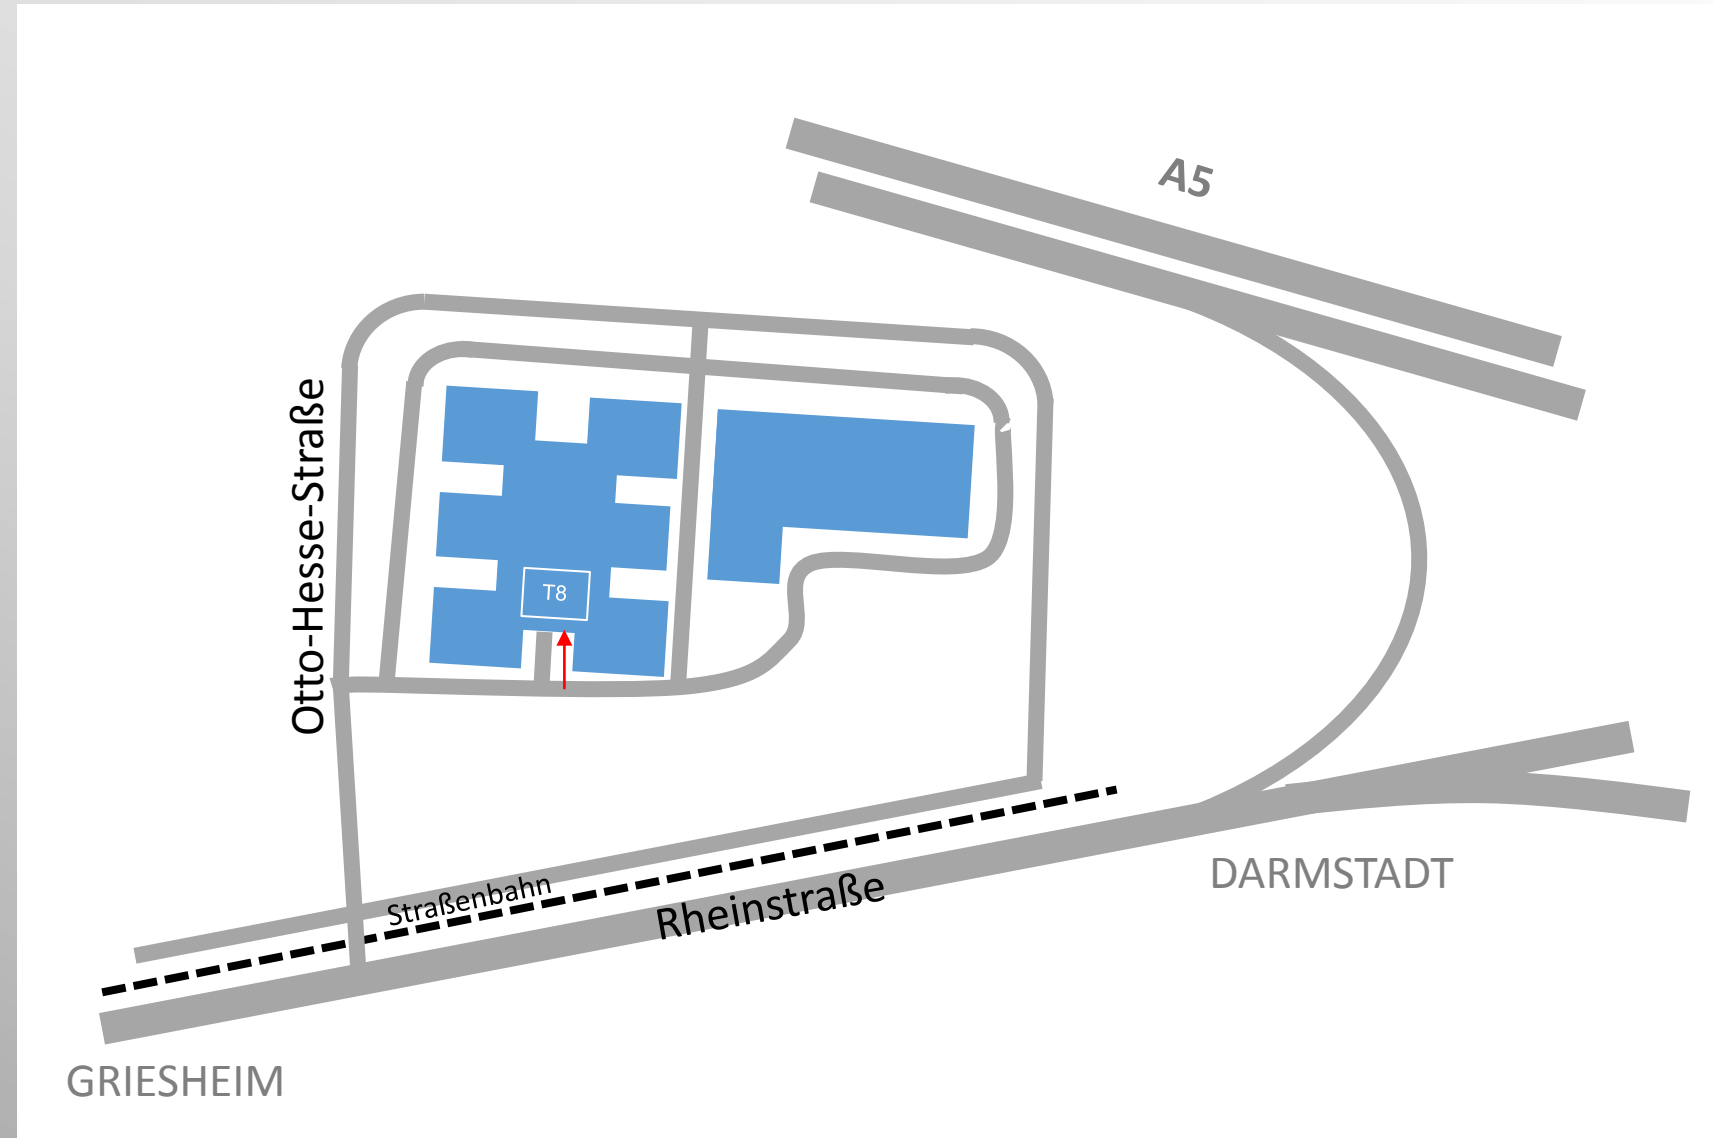 A5
Otto-Hesse-Straße
T8
Straßenbahn
Rheinstraße
DARMSTADT
GRIESHEIM